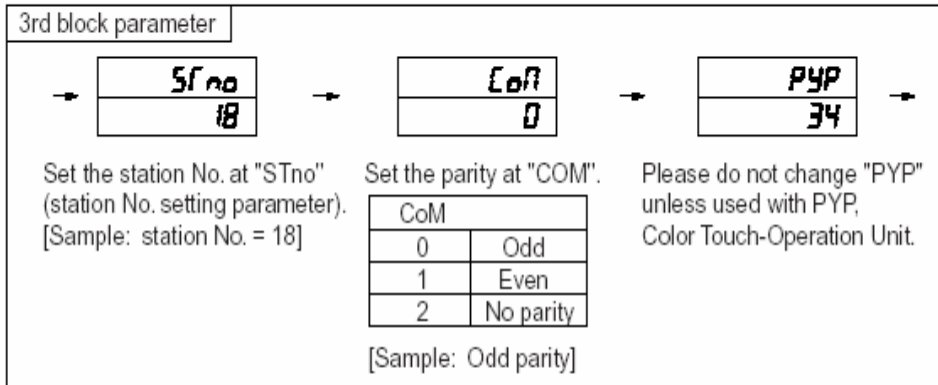 3rd block parameter
STno
18
CoM
0
PYP
34
Set the station No. at "STno"
(station No. setting parameter).
[Sample: station No. = 18]
Set the parity at "COM".
CoM
0 Odd
1 Even
2 No parity
[Sample: Odd parity]
Please do not change "PYP"
unless used with PYP,
Color Touch-Operation Unit.